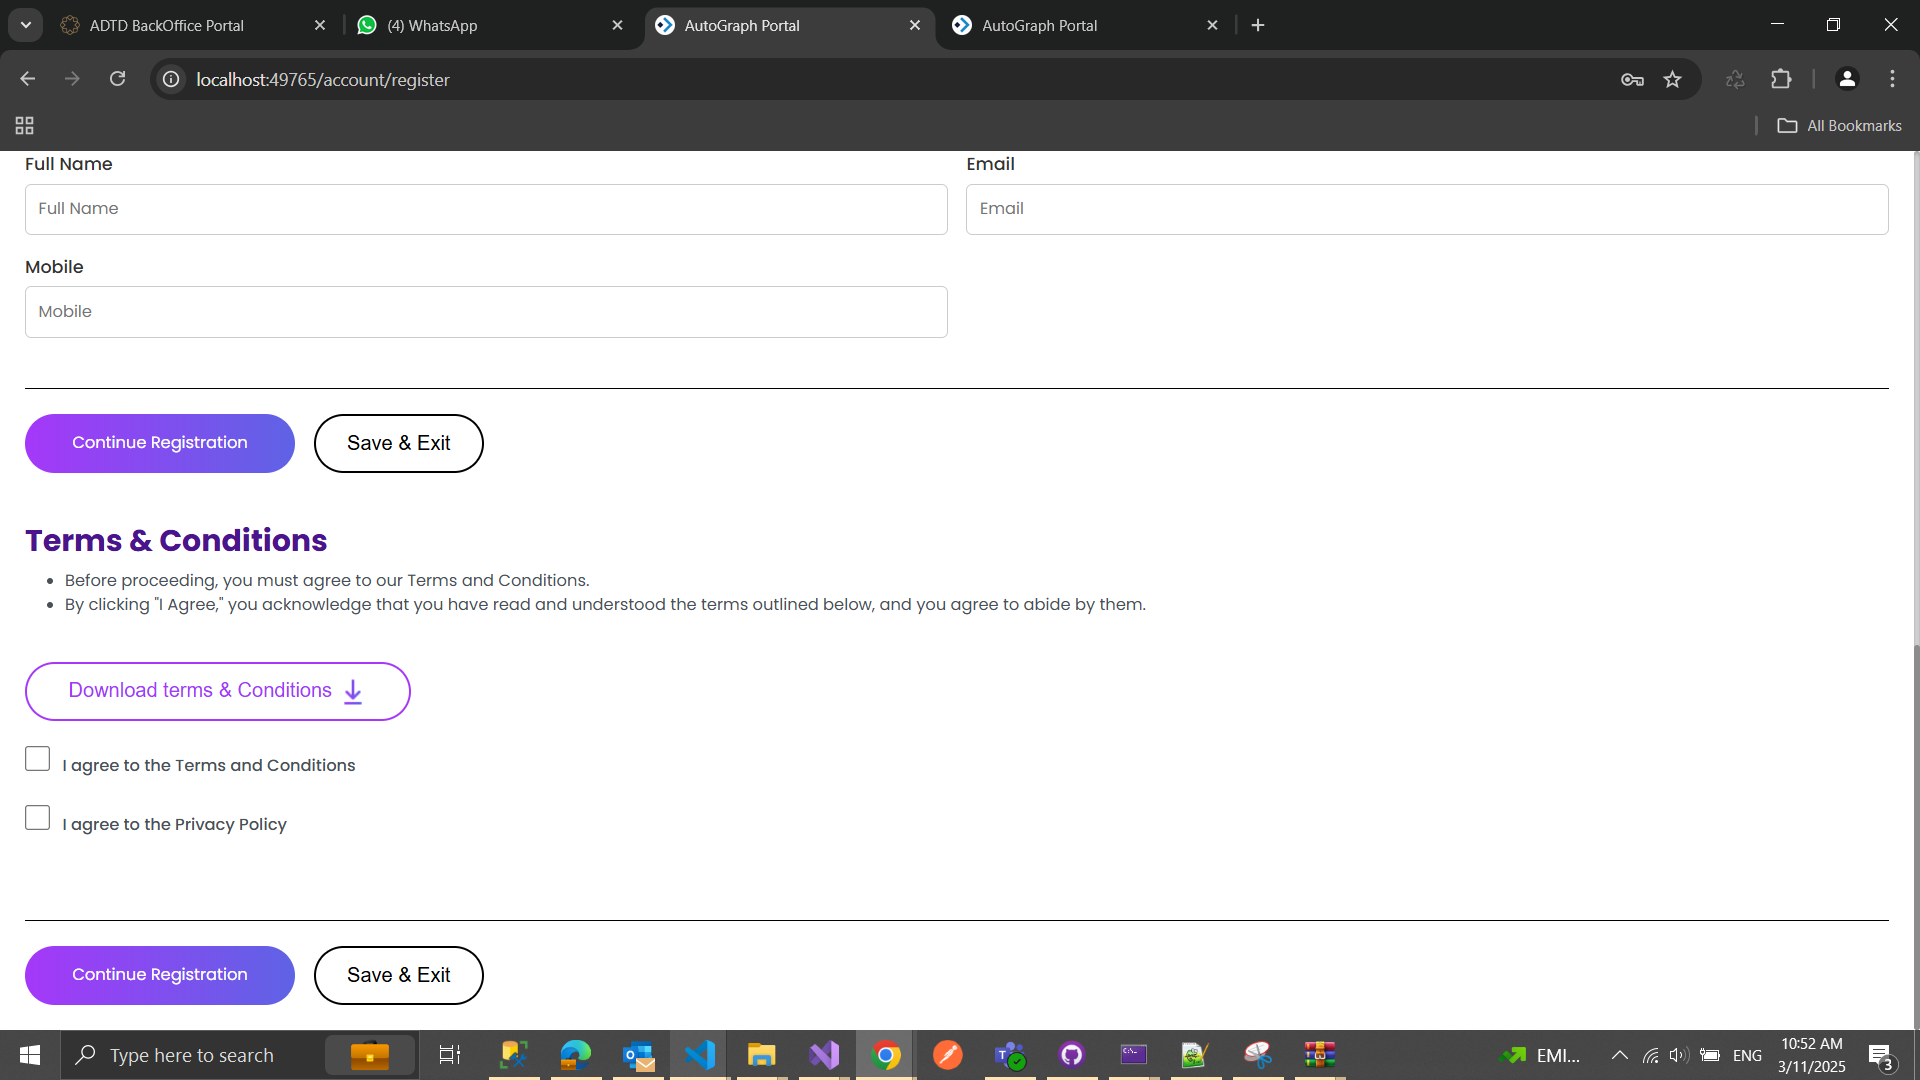 ADTD BackOffice Portal
(4) WhatsApp
AutoGraph Portal
AutoGraph Portal
localhost:49765/account/register
All Bookmarks
Full Name
Email
Full Name
Email
Mobile
Mobile
Continue Registration
Save & Exit
Terms & Conditions
Before proceeding, you must agree to our Terms and Conditions.
By clicking "I Agree," you acknowledge that you have read and understood the terms outlined below, and you agree to abide by them.
Download terms & Conditions
I agree to the Terms and Conditions
I agree to the Privacy Policy
Continue Registration
Save & Exit
Type here to search
EMI...
ENG
10:52 AM
3/11/2025
3